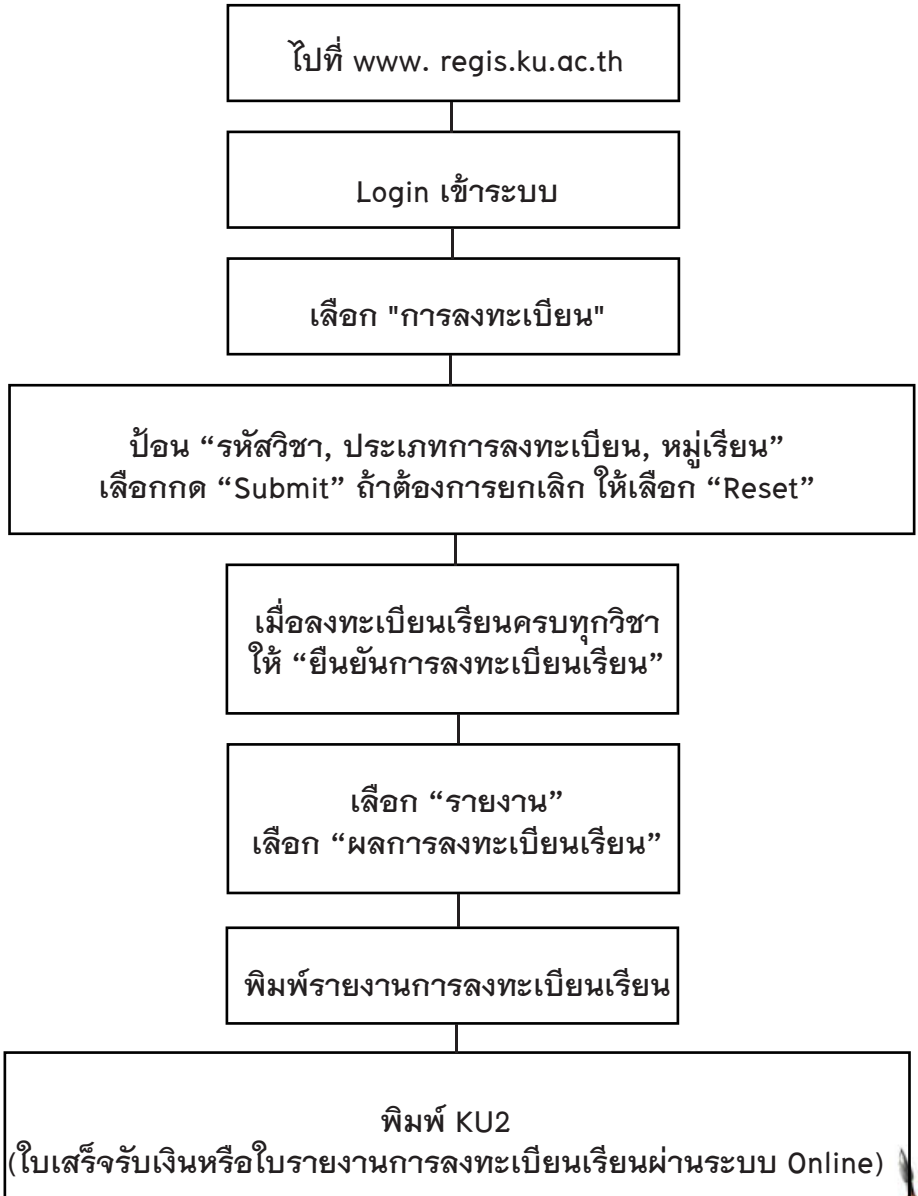 ไปที่ www. regis.ku.ac.th
Login เข้าระบบ
เลือก "การลงทะเบียน"
ป้อน “รหัสวิชา, ประเภทการลงทะเบียน, หมู่เรียน”
เลือกกด “Submit” ถ้าต้องการยกเลิก ให้เลือก “Reset”
เมื่อลงทะเบียนเรียนครบทุกวิชา
ให้ “ยืนยันการลงทะเบียนเรียน”
เลือก “รายงาน”
เลือก “ผลการลงทะเบียนเรียน”
พิมพ์รายงานการลงทะเบียนเรียน
พิมพ์ KU2
(ใบเสร็จรับเงินหรือใบรายงานการลงทะเบียนเรียนผ่านระบบ Online)